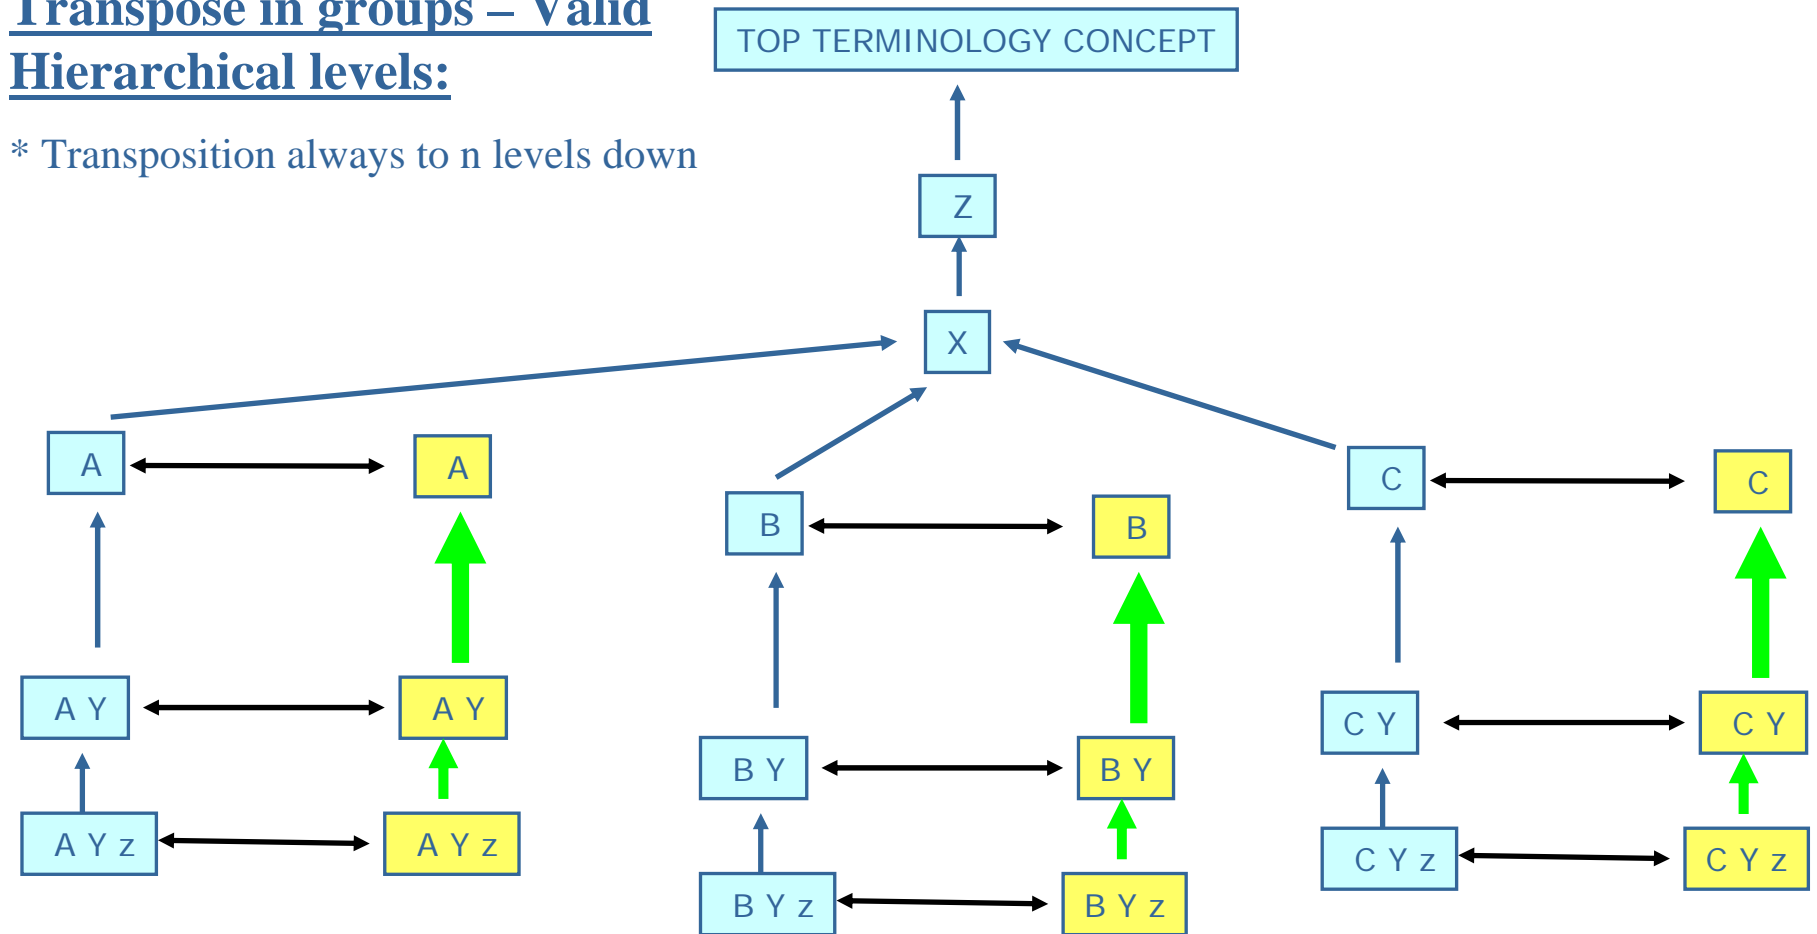 Transpose in groups – Valid
Hierarchical levels:
* Transposition always to n levels down
TOP TERMINOLOGY CONCEPT
Z
X
A
A
B
B
C
C
A Y
A Y
B Y
B Y
C Y
C Y
A Y z
A Y z
B Y z
B Y z
C Y z
C Y z